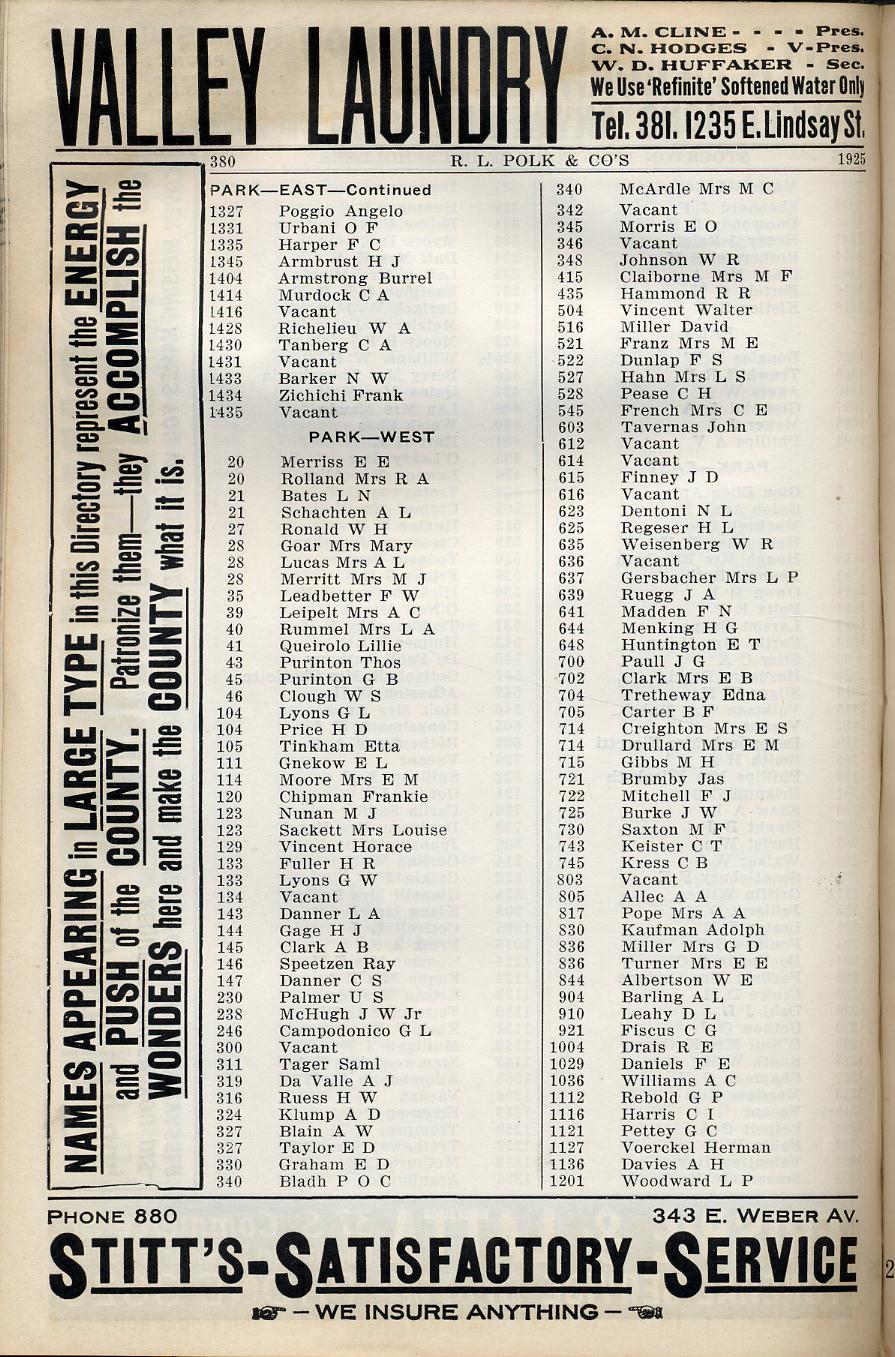 VALLEY LAUNDRY
A. M. CLINE - - - - Pres.
C. N. HODGES - V-Pres.
W. D. HUFFAKER - Sec.
We Use 'Refinite' Softened Water Only
Tel. 381. 1235 E. Lindsay St.
380 R. L. POLK & CO'S 1925
NAMES APPEARING in LARGE TYPE in this Directory represent the ENERGY
and PUSH of the COUNTY. Patronize them—they ACCOMPLISH the
WONDERS here and make the COUNTY what it is.
PARK—EAST—Continued
1327 Poggio Angelo
1331 Urbani O F
1335 Harper F C
1345 Armbrust H J
1404 Armstrong Burrel
1414 Murdock C A
1416 Vacant
1428 Richelieu W A
1430 Tanberg C A
1431 Vacant
1433 Barker N W
1434 Zichichi Frank
1435 Vacant
PARK—WEST
20 Merriss E E
20 Rolland Mrs R A
21 Bates L N
21 Schachten A L
27 Ronald W H
28 Goar Mrs Mary
28 Lucas Mrs A L
28 Merritt Mrs M J
35 Leadbetter F W
39 Leipelt Mrs A C
40 Rummel Mrs L A
41 Queirolo Lillie
43 Purinton Thos
45 Purinton G B
46 Clough W S
104 Lyons G L
104 Price H D
105 Tinkham Etta
111 Gnekow E L
114 Moore Mrs E M
120 Chipman Frankie
123 Nunan M J
123 Sackett Mrs Louise
129 Vincent Horace
133 Fuller H R
133 Lyons G W
134 Vacant
143 Danner L A
144 Gage H J
145 Clark A B
146 Speetzen Ray
147 Danner C S
230 Palmer U S
238 McHugh J W Jr
246 Campodonico G L
300 Vacant
311 Tager Saml
319 Da Valle A J
316 Ruess H W
324 Klump A D
327 Blain A W
327 Taylor E D
330 Graham E D
340 Bladh P O C
340 McArdle Mrs M C
342 Vacant
345 Morris E O
346 Vacant
348 Johnson W R
415 Claiborne Mrs M F
435 Hammond R R
504 Vincent Walter
516 Miller David
521 Franz Mrs M E
522 Dunlap F S
527 Hahn Mrs L S
528 Pease C H
545 French Mrs C E
603 Tavernas John
612 Vacant
614 Vacant
615 Finney J D
616 Vacant
623 Dentoni N L
625 Regeser H L
635 Weisenberg W R
636 Vacant
637 Gersbacher Mrs L P
639 Ruegg J A
641 Madden F N
644 Menking H G
648 Huntington E T
700 Paull J G
702 Clark Mrs E B
704 Tretheway Edna
705 Carter B F
714 Creighton Mrs E S
714 Drullard Mrs E M
715 Gibbs M H
721 Brumby Jas
722 Mitchell F J
725 Burke J W
730 Saxton M F
743 Keister C T
745 Kress C B
803 Vacant
805 Allec A A
817 Pope Mrs A A
830 Kaufman Adolph
836 Miller Mrs G D
836 Turner Mrs E E
844 Albertson W E
904 Barling A L
910 Leahy D L
921 Fiscus C G
1004 Drais R E
1029 Daniels F E
1036 Williams A C
1112 Rebold G P
1116 Harris C I
1121 Pettey G C
1127 Voerckel Herman
1136 Davies A H
1201 Woodward L P
PHONE 880 343 E. WEBER AV.
STITT'S-SATISFACTORY-SERVICE
— WE INSURE ANYTHING —
2